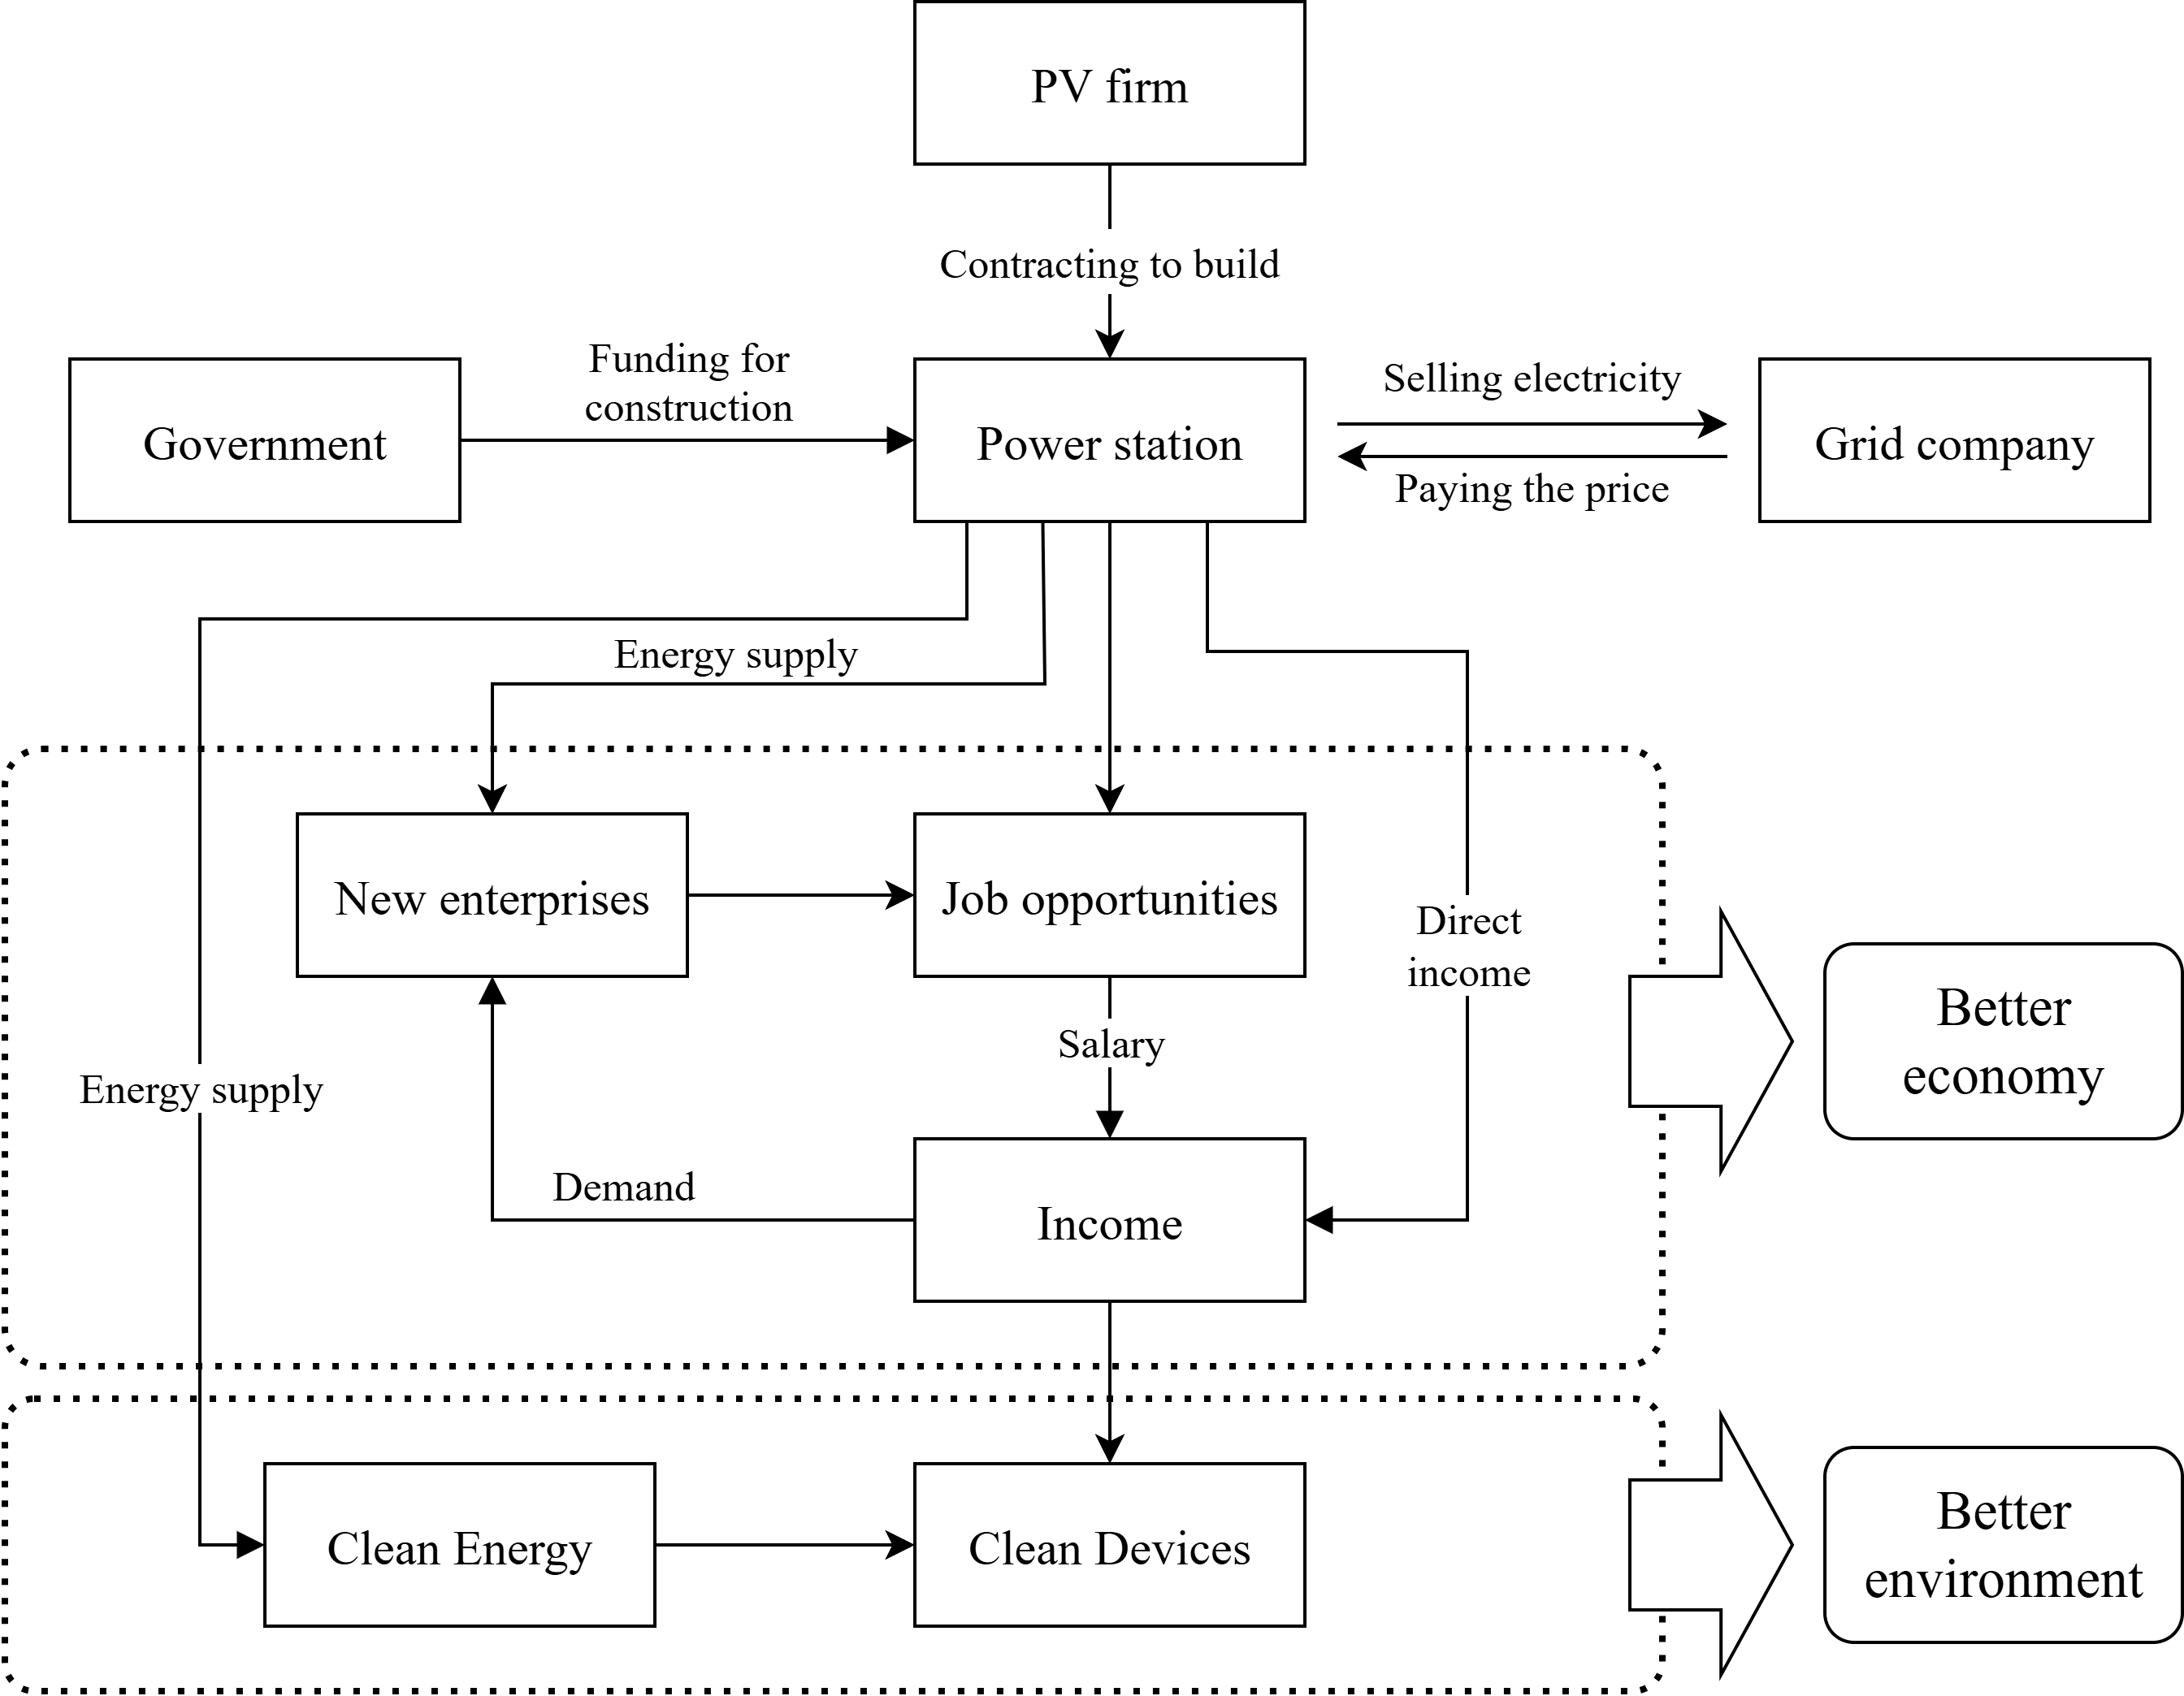 PV firm
Contracting to build
Funding for
construction
Government
Power station
Selling electricity
Paying the price
Grid company
Energy supply
New enterprises
Job opportunities
Direct
income
Salary
Energy supply
Demand
Income
Better
economy
Clean Energy
Clean Devices
Better
environment